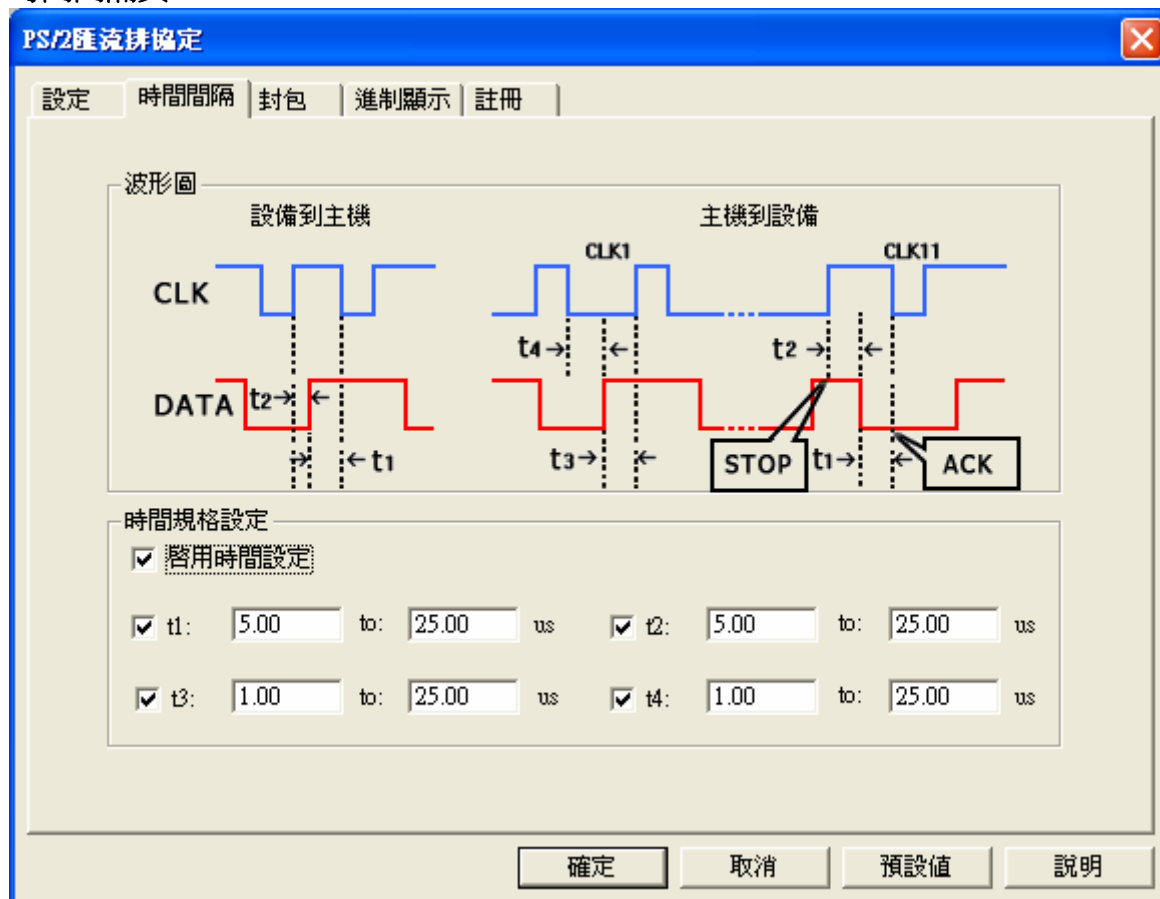 PS/2匯流排協定
設定 時間間隔 封包 進制顯示 註冊
波形圖
設備到主機 主機到設備
CLK1 CLK11
CLK
t4 t2
DATA t2
t1 t3 STOP t1 ACK
時間規格設定
啓用時間設定
t1: 5.00 to: 25.00 us t2: 5.00 to: 25.00 us
t3: 1.00 to: 25.00 us t4: 1.00 to: 25.00 us
確定 取消 預設値 說明